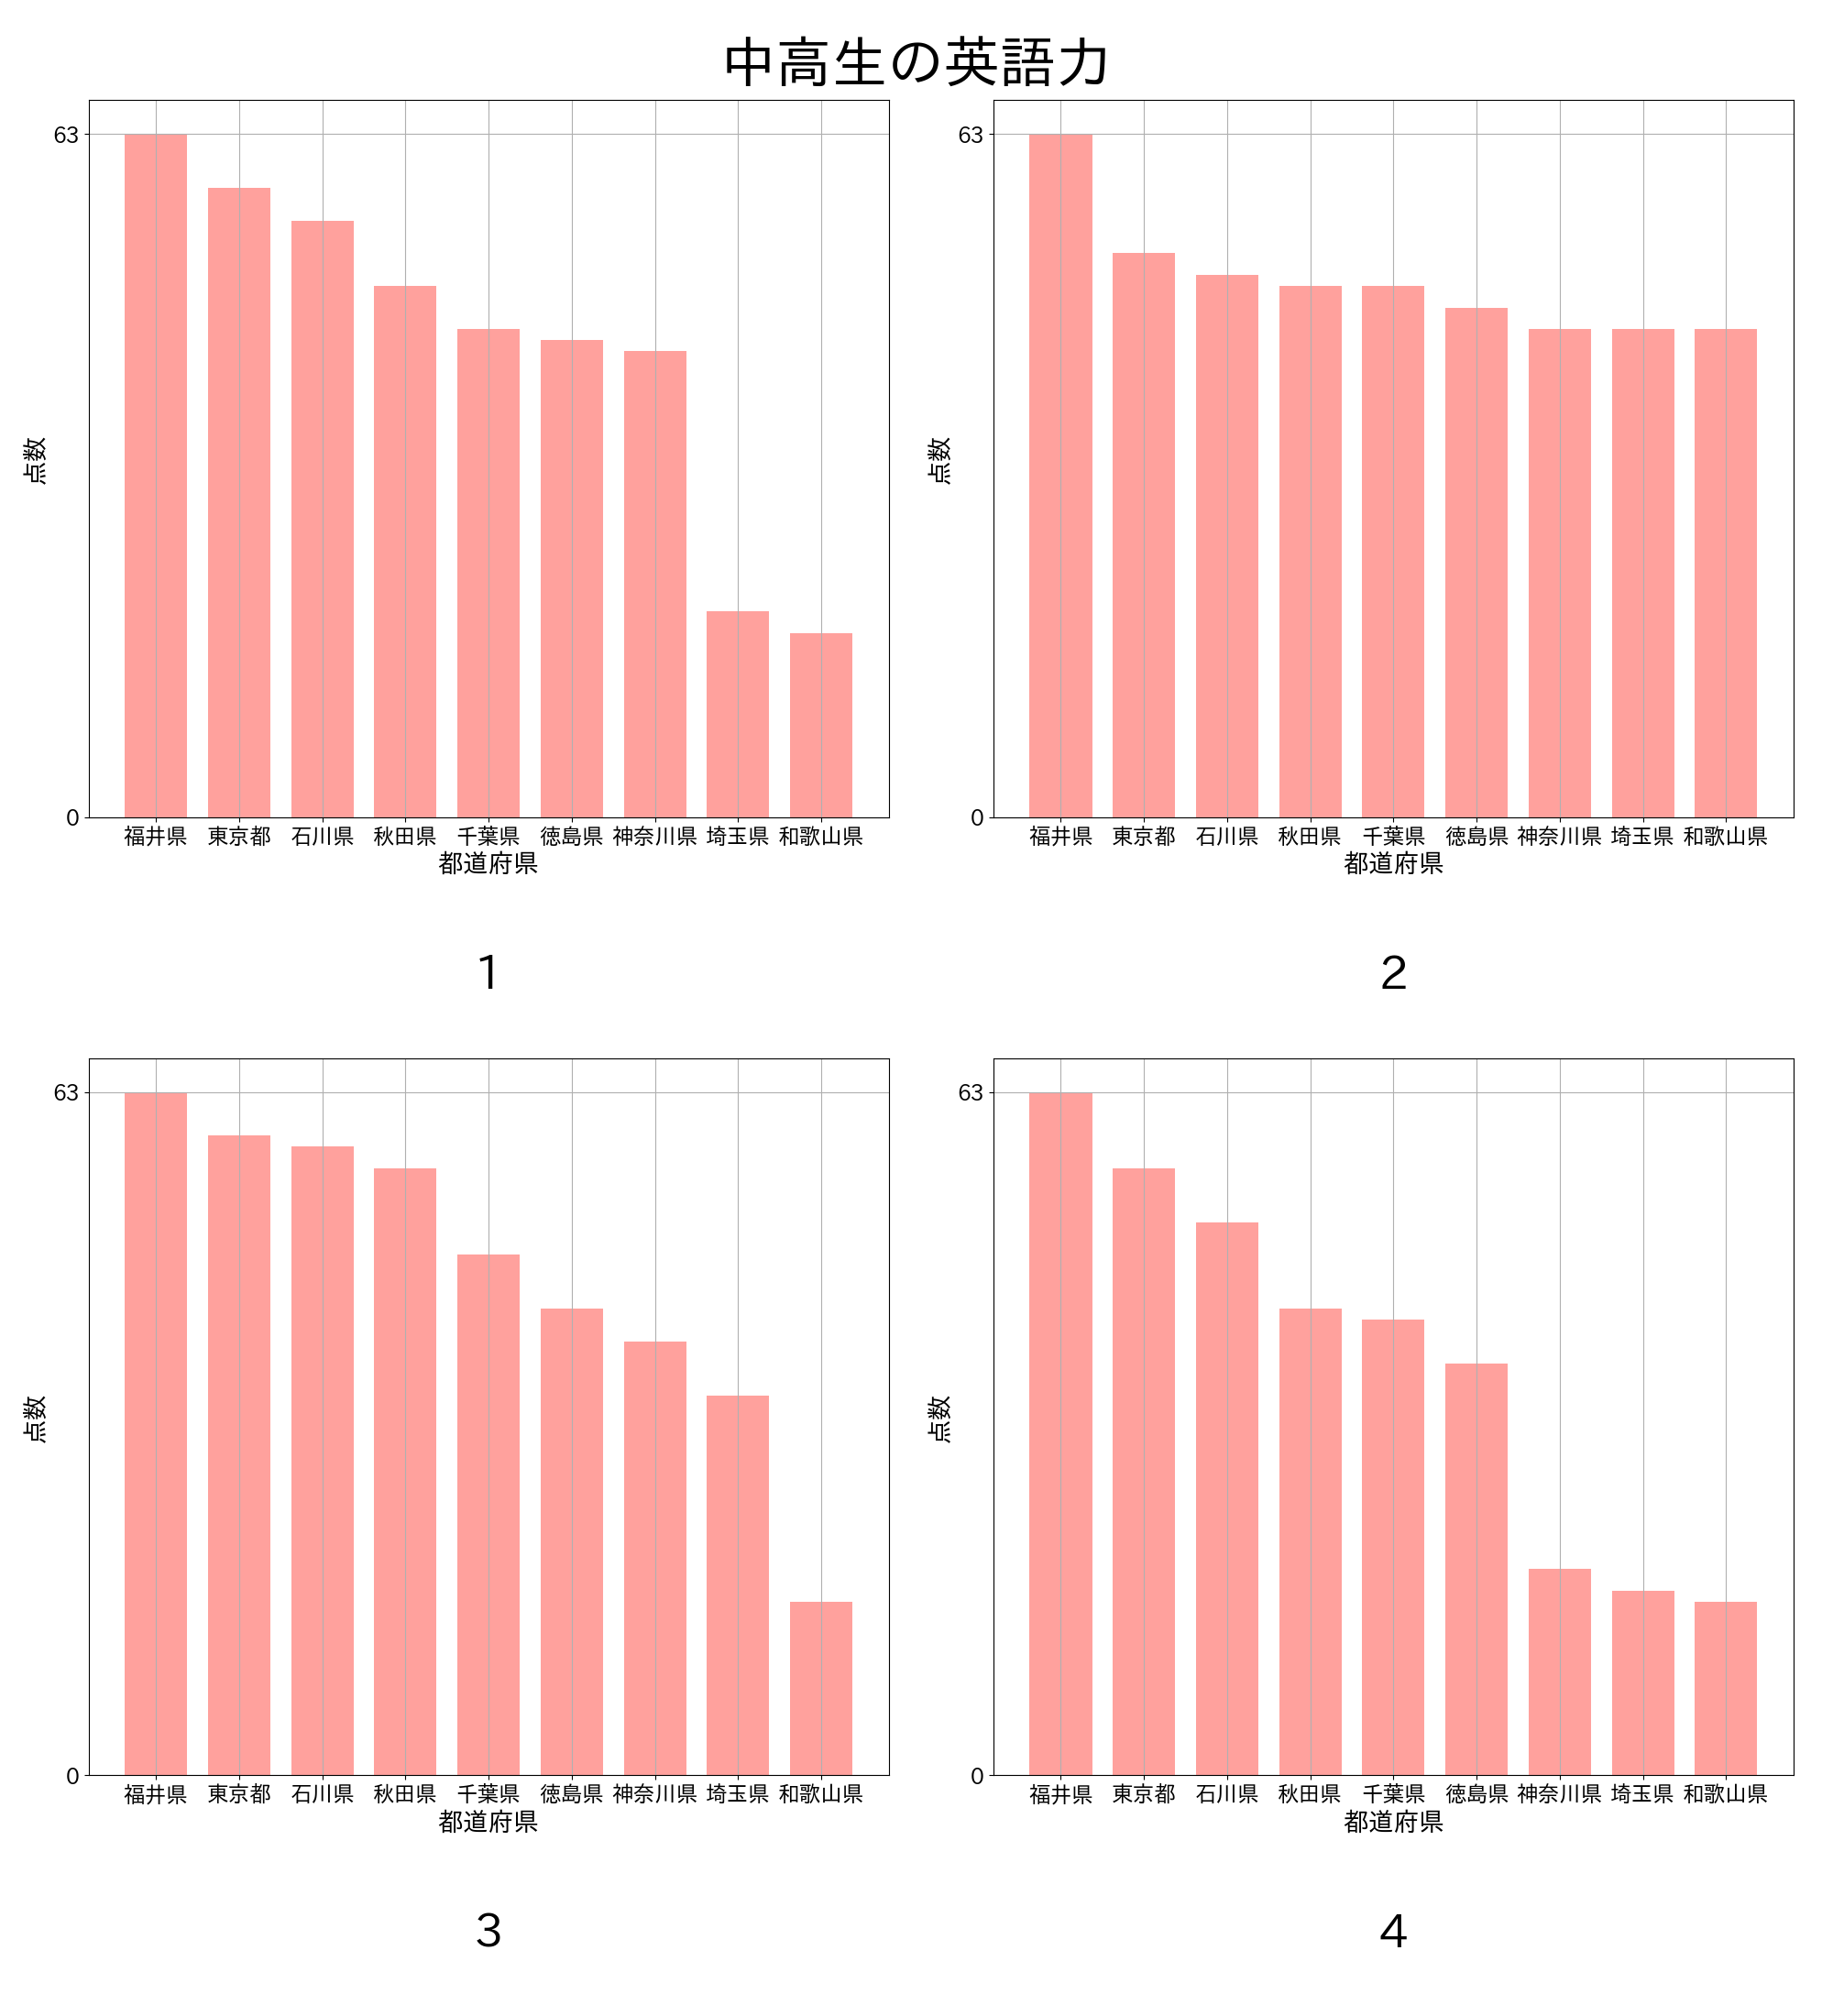 中高生の英語力
63
0
点数
福井県 東京都 石川県 秋田県 千葉県 徳島県 神奈川県 埼玉県 和歌山県
都道府県
1
63
0
点数
福井県 東京都 石川県 秋田県 千葉県 徳島県 神奈川県 埼玉県 和歌山県
都道府県
2
63
0
点数
福井県 東京都 石川県 秋田県 千葉県 徳島県 神奈川県 埼玉県 和歌山県
都道府県
3
63
0
点数
福井県 東京都 石川県 秋田県 千葉県 徳島県 神奈川県 埼玉県 和歌山県
都道府県
4